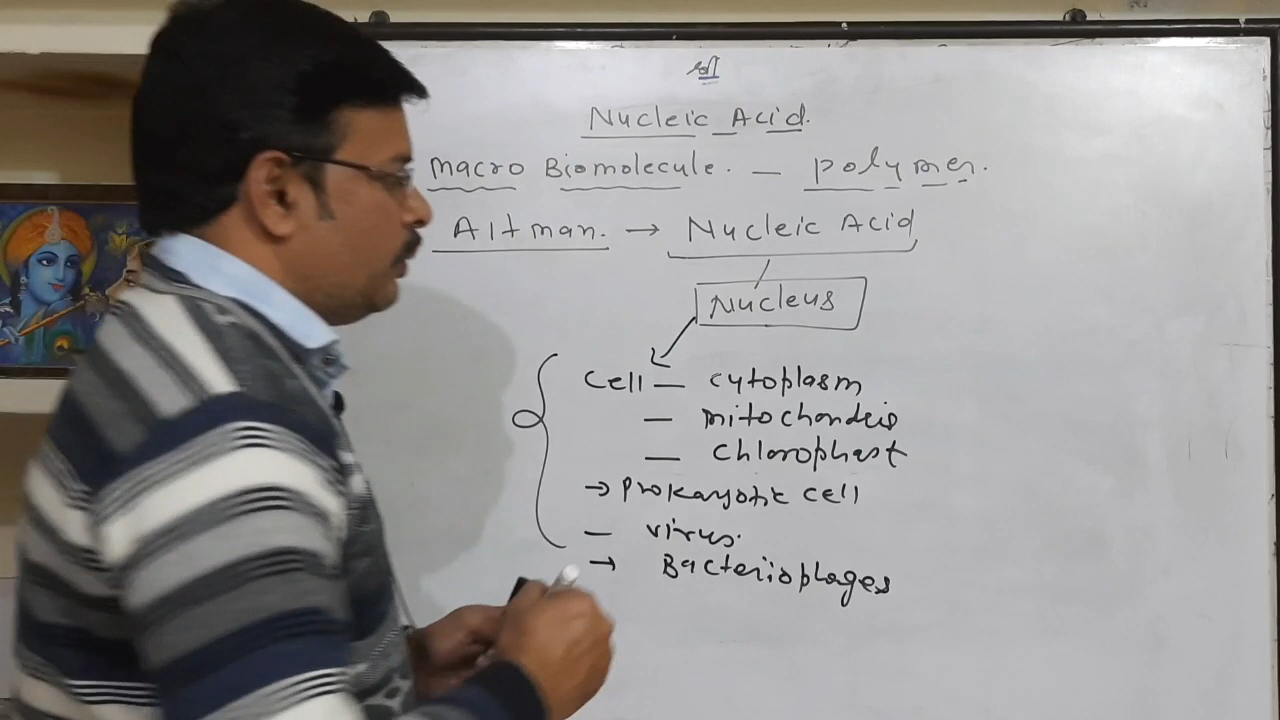 श्री
Nucleic Acid.
Macro Biomolecule. — polymer.
Altman. → Nucleic Acid
Nucleus
Cell — cytoplasm
— mitochondria
— Chlorophast
→ Prokaryotic cell
— virus.
→ Bacteriophages